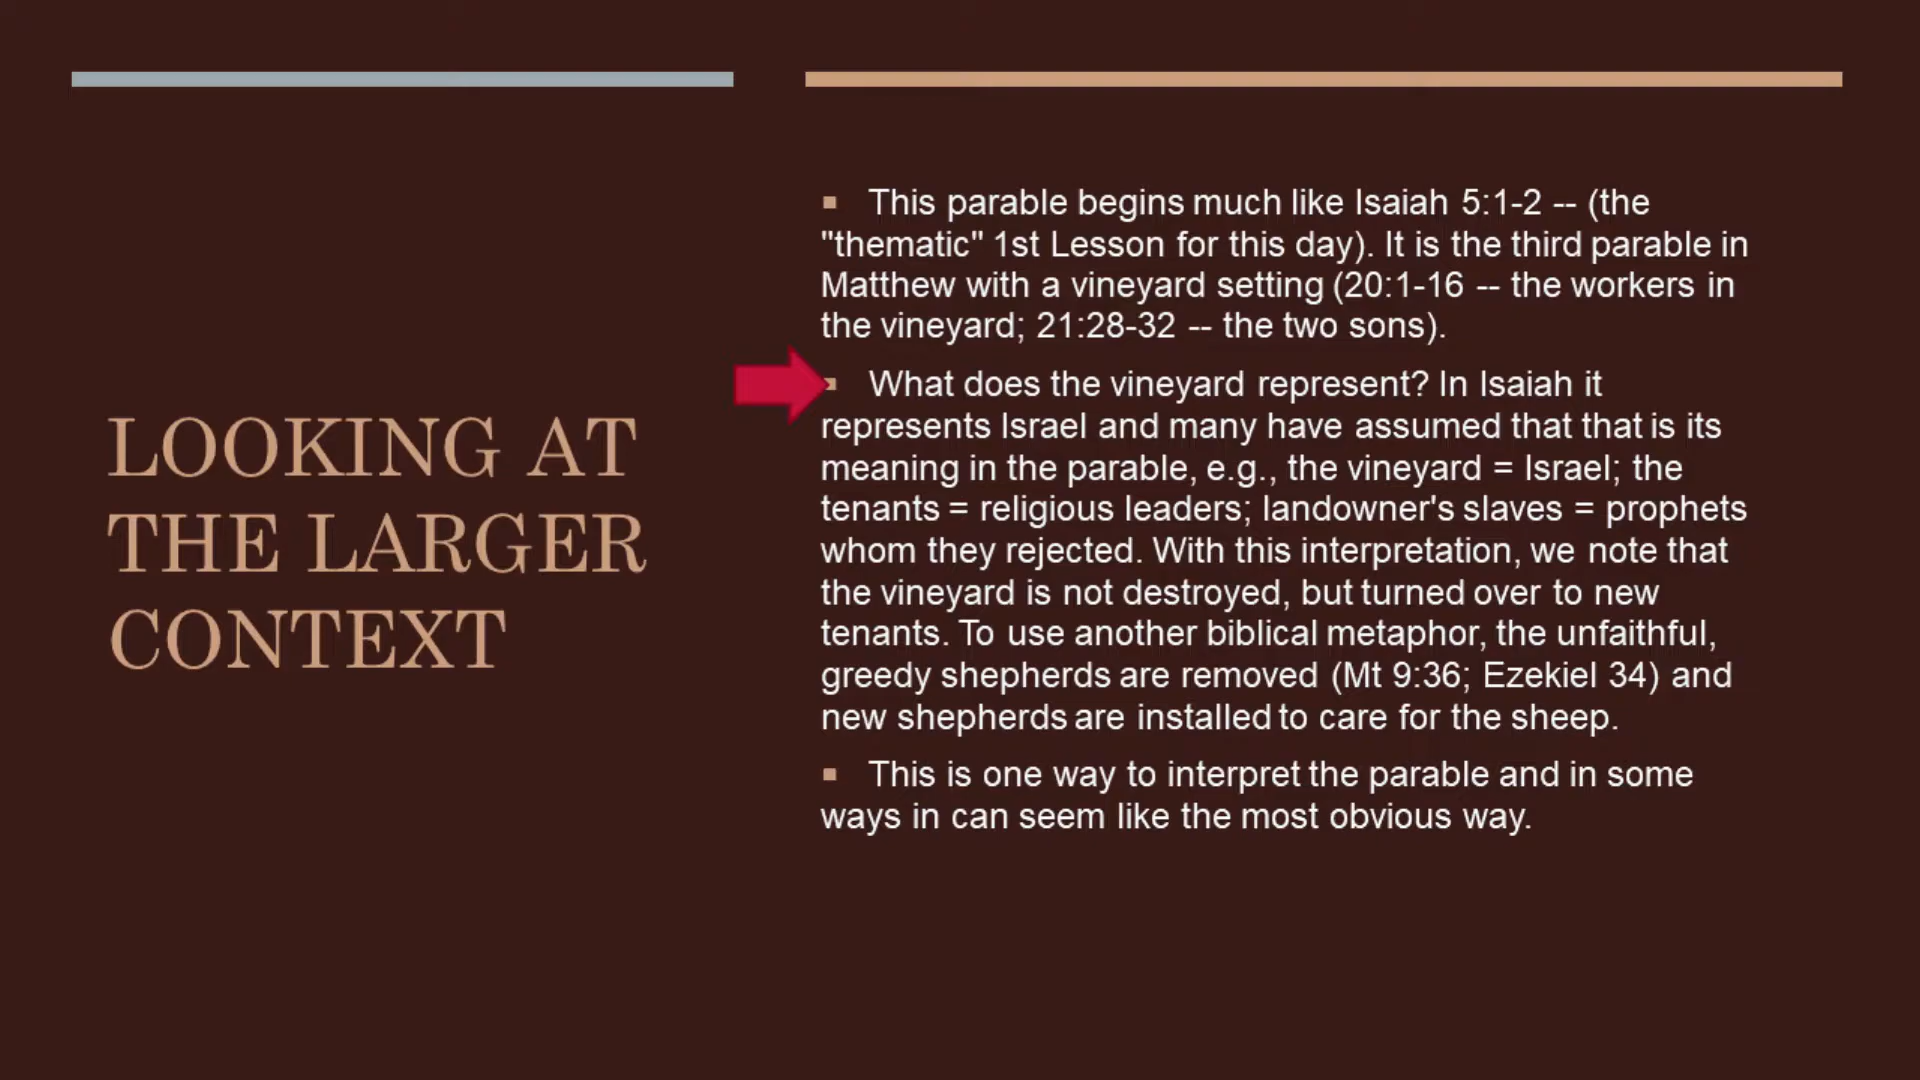 LOOKING AT
THE LARGER
CONTEXT
This parable begins much like Isaiah 5:1-2 -- (the
"thematic" 1st Lesson for this day). It is the third parable in
Matthew with a vineyard setting (20:1-16 -- the workers in
the vineyard; 21:28-32 -- the two sons).
What does the vineyard represent? In Isaiah it
represents Israel and many have assumed that that is its
meaning in the parable, e.g., the vineyard = Israel; the
tenants = religious leaders; landowner's slaves = prophets
whom they rejected. With this interpretation, we note that
the vineyard is not destroyed, but turned over to new
tenants. To use another biblical metaphor, the unfaithful,
greedy shepherds are removed (Mt 9:36; Ezekiel 34) and
new shepherds are installed to care for the sheep.
This is one way to interpret the parable and in some
ways in can seem like the most obvious way.